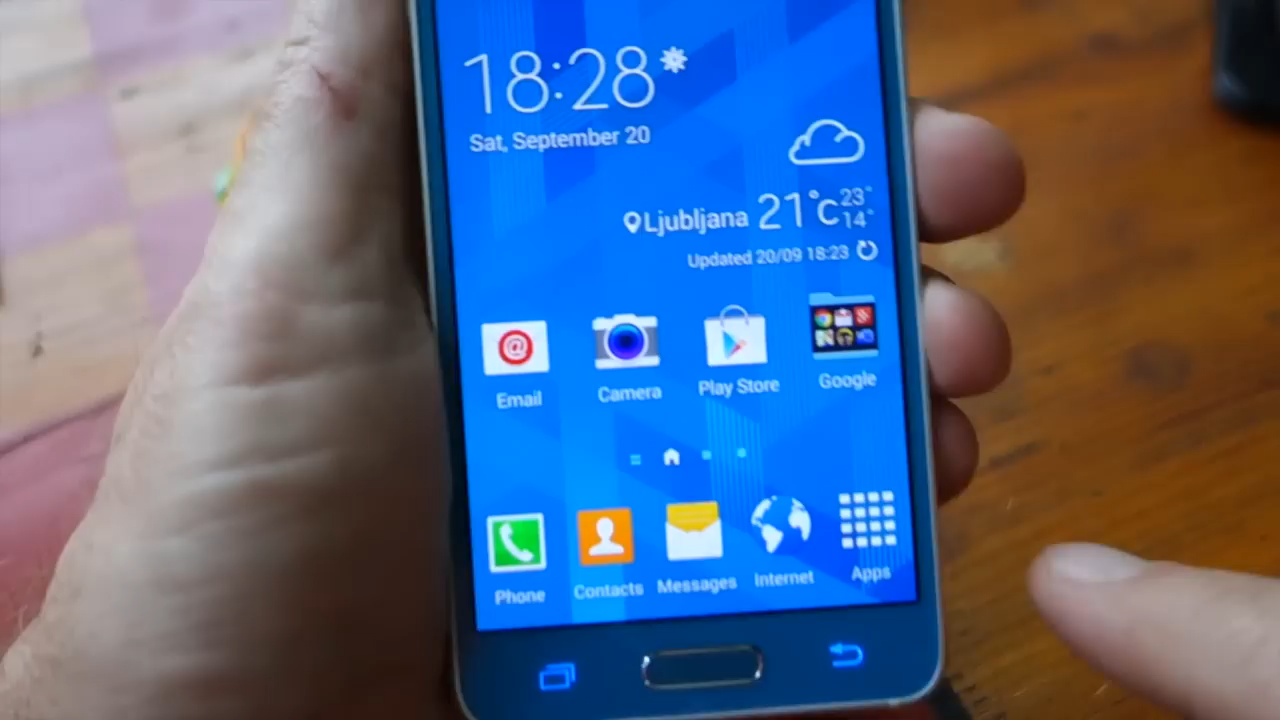 18:28
Sat, September 20
Ljubljana 21°C 23° 14°
Updated 20/09 18:23
Email Camera Play Store Google
Phone Contacts Messages Internet Apps